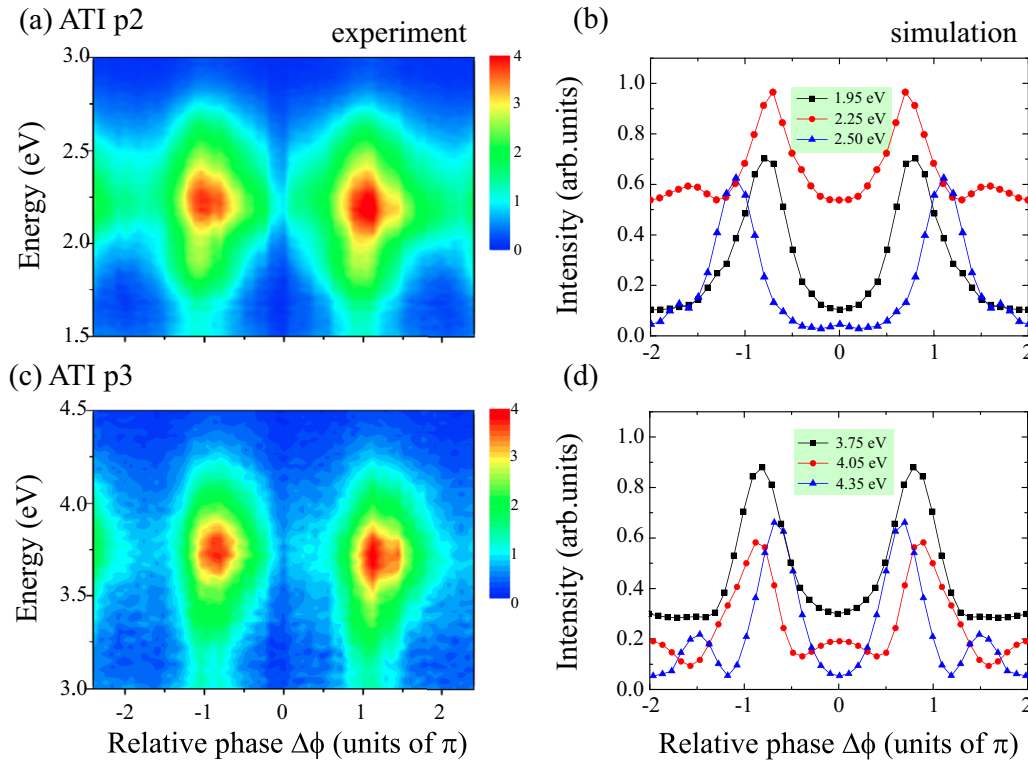 (a) ATI p2
experiment
3.0
2.5
2.0
1.5
Energy (eV)
4
3
2
1
0
(b)
simulation
1.0
0.8
0.6
0.4
0.2
0.0
Intensity (arb.units)
1.95 eV
2.25 eV
2.50 eV
-2
-1
0
1
2
(c) ATI p3
4.5
4.0
3.5
3.0
Energy (eV)
4
3
2
1
0
-2
-1
0
1
2
Relative phase Δϕ (units of π)
(d)
1.0
0.8
0.6
0.4
0.2
0.0
Intensity (arb.units)
3.75 eV
4.05 eV
4.35 eV
-2
-1
0
1
2
Relative phase Δϕ (units of π)